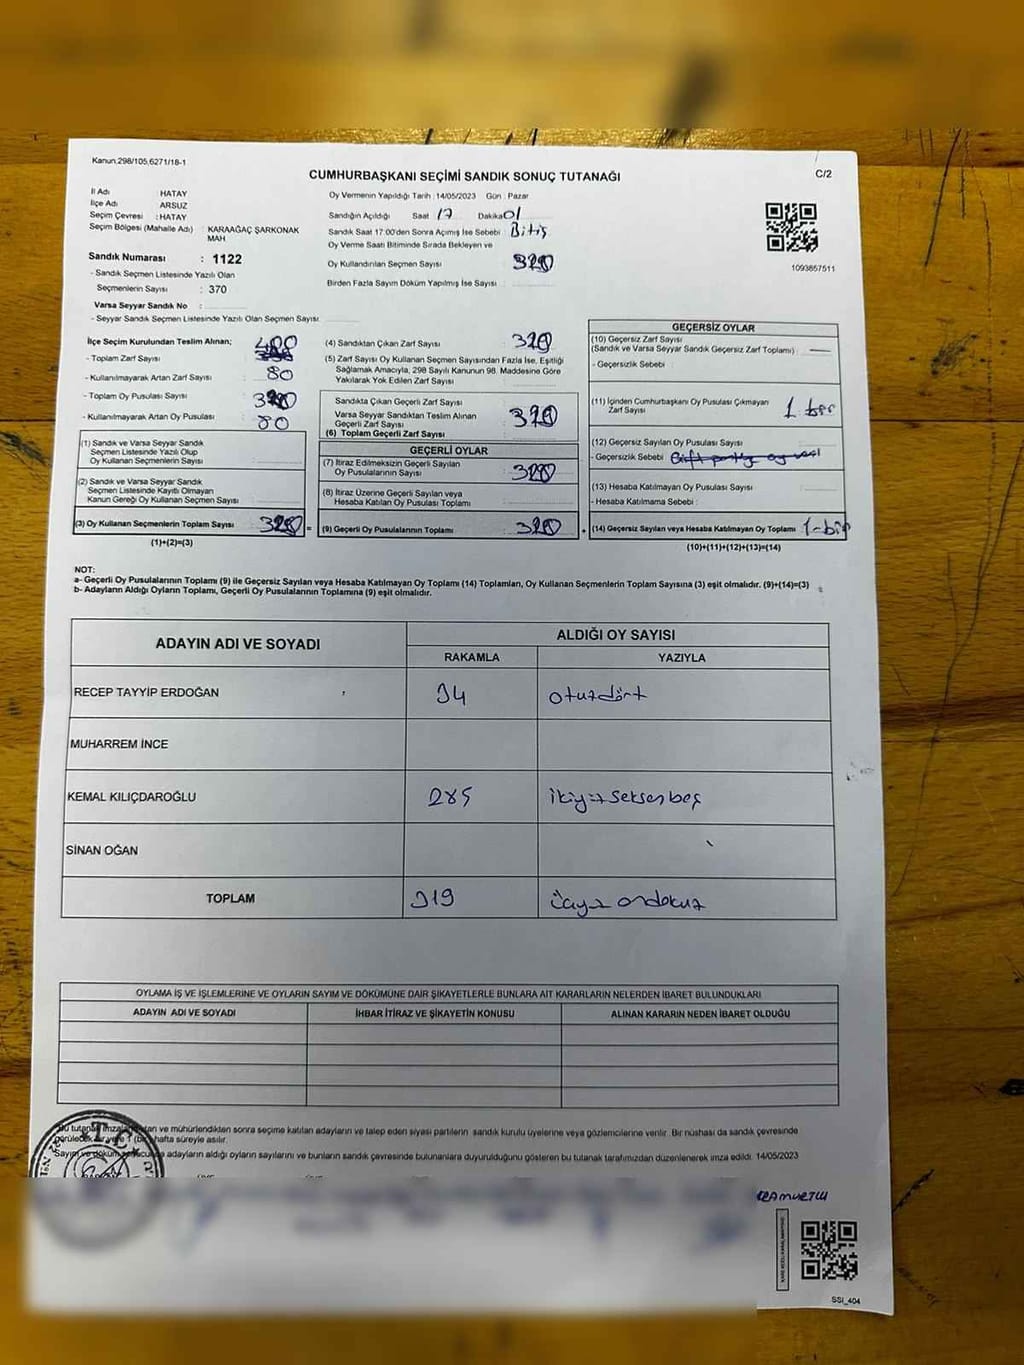 Kanun.298/105,6271/18-1
CUMHURBAŞKANI SEÇİMİ SANDIK SONUÇ TUTANAĞI
C/2
İl Adı : HATAY
İlçe Adı : ARSUZ
Seçim Çevresi : HATAY
Seçim Bölgesi (Mahalle Adı) : KARAAĞAÇ ŞARKONAK
MAH
Sandık Numarası : 1122
- Sandık Seçmen Listesinde Yazılı Olan
Seçmenlerin Sayısı : 370
Varsa Seyyar Sandık No :
- Seyyar Sandık Seçmen Listesinde Yazılı Olan Seçmen Sayısı:
Oy Vermenin Yapıldığı Tarih : 14/05/2023 Gün : Pazar
Sandığın Açıldığı Saat 17 Dakika 01
Sandık Saat 17:00'den Sonra Açımış İse Sebebi : Bitiş
Oy Verme Saati Bitiminde Sırada Bekleyen ve
Oy Kullandırılan Seçmen Sayısı
Birden Fazla Sayım Döküm Yapılmış İse Sayısı :
1093857511
İlçe Seçim Kurulundan Teslim Alınan; 400
- Toplam Zarf Sayısı
- Kullanılmayarak Artan Zarf Sayısı : 80
- Toplam Oy Pusulası Sayısı
- Kullanılmayarak Artan Oy Pusulası : 80
(1) Sandık ve Varsa Seyyar Sandık
Seçmen Listesinde Yazılı Olup
Oy Kullanan Seçmenlerin Sayısı :
(2) Sandık ve Varsa Seyyar Sandık
Seçmen Listesinde Kayıtlı Olmayan
Kanun Gereği Oy Kullanan Seçmen Sayısı :
(3) Oy Kullanan Seçmenlerin Toplam Sayısı : 320 =
(1)+(2)=(3)
(4) Sandıktan Çıkan Zarf Sayısı : 320
(5) Zarf Sayısı Oy Kullanan Seçmen Sayısından Fazla İse, Eşitliği
Sağlamak Amacıyla, 298 Sayılı Kanunun 98. Maddesine Göre
Yakılarak Yok Edilen Zarf Sayısı :
Sandıkta Çıkan Geçerli Zarf Sayısı
Varsa Seyyar Sandıktan Teslim Alınan
Geçerli Zarf Sayısı
(6) Toplam Geçerli Zarf Sayısı : 320
GEÇERLİ OYLAR
(7) İtiraz Edilmeksizin Geçerli Sayılan
Oy Pusulalarının Sayısı :
(8) İtiraz Üzerine Geçerli Sayılan veya
Hesaba Katılan Oy Pusulaları Toplamı
(9) Geçerli Oy Pusulalarının Toplamı :
GEÇERSİZ OYLAR
(10) Geçersiz Zarf Sayısı
(Sandık ve Varsa Seyyar Sandık Geçersiz Zarf Toplamı) :
- Geçersizlik Sebebi :
(11) İçinden Cumhurbaşkanı Oy Pusulası Çıkmayan
Zarf Sayısı 1 bir
(12) Geçersiz Sayılan Oy Pusulası Sayısı :
- Geçersizlik Sebebi
(13) Hesaba Katılmayan Oy Pusulası Sayısı :
- Hesaba Katılmama Sebebi :
+ (14) Geçersiz Sayılan veya Hesaba Katılmayan Oy Toplamı : 1-bir
(10)+(11)+(12)+(13)=(14)
NOT:
a- Geçerli Oy Pusulalarının Toplamı (9) ile Geçersiz Sayılan veya Hesaba Katılmayan Oy Toplamı (14) Toplamları, Oy Kullanan Seçmenlerin Toplam Sayısına (3) eşit olmalıdır. (9)+(14)=(3)
b- Adayların Aldığı Oyların Toplamı, Geçerli Oy Pusulalarının Toplamına (9) eşit olmalıdır.
ADAYIN ADI VE SOYADI
ALDIĞI OY SAYISI
RAKAMLA
YAZIYLA
RECEP TAYYİP ERDOĞAN 34 otuzdört
MUHARREM İNCE
KEMAL KILIÇDAROĞLU 285 ikiyüzseksenbeş
SİNAN OĞAN
TOPLAM 319 üçyüz ondokuz
OYLAMA İŞ VE İŞLEMLERİNE VE OYLARIN SAYIM VE DÖKÜMÜNE DAİR ŞİKAYETLERLE BUNLARA AİT KARARLARIN NELERDEN İBARET BULUNDUKLARI
ADAYIN ADI VE SOYADI
İHBAR İTİRAZ VE ŞİKAYETİN KONUSU
ALINAN KARARIN NEDEN İBARET OLDUĞU
Bu tutanak ve mühürlendikten sonra seçime katılan adayların ve talep eden siyasi partilerin sandık kurulu üyelerine veya gözlemcilerine verilir. Bir nüshası da sandık çevresinde
görülecek bir yere 1 (bir) hafta süreyle asılır.
adayların aldığı oyların sayılarını ve bunların sandık çevresinde bulunanlara duyurulduğunu gösteren bu tutanak tarafımızdan düzenlenerek imza edildi. 14/05/2023
SSI_404